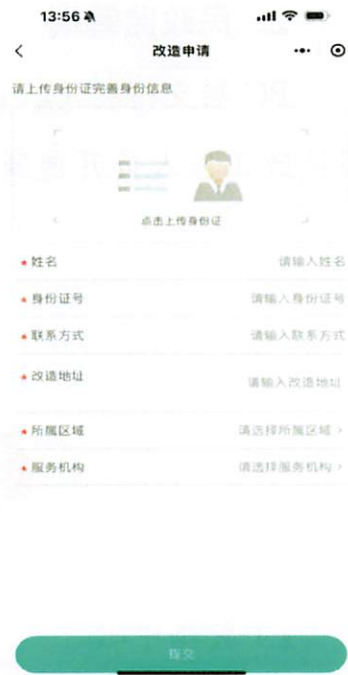 13:56
改造申请
请上传身份证完善身份信息
点击上传身份证
*姓名 请输入姓名
*身份证号 请输入身份证号
*联系方式 请输入联系方式
*改造地址 请输入改造地址
*所属区域 请选择所属区域 >
*服务机构 请选择服务机构 >
提交